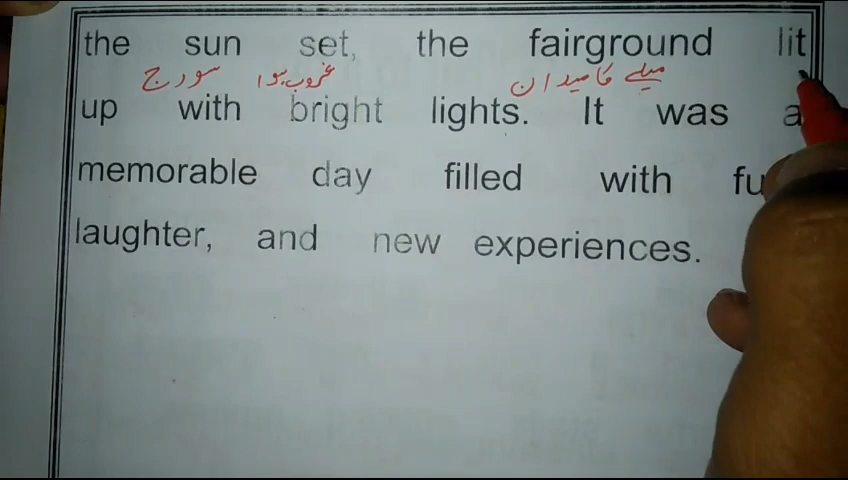 the sun set, the fairground lit
سورج غروب ہوا میلے کا میدان
up with bright lights. It was a
memorable day filled with fu
laughter, and new experiences.